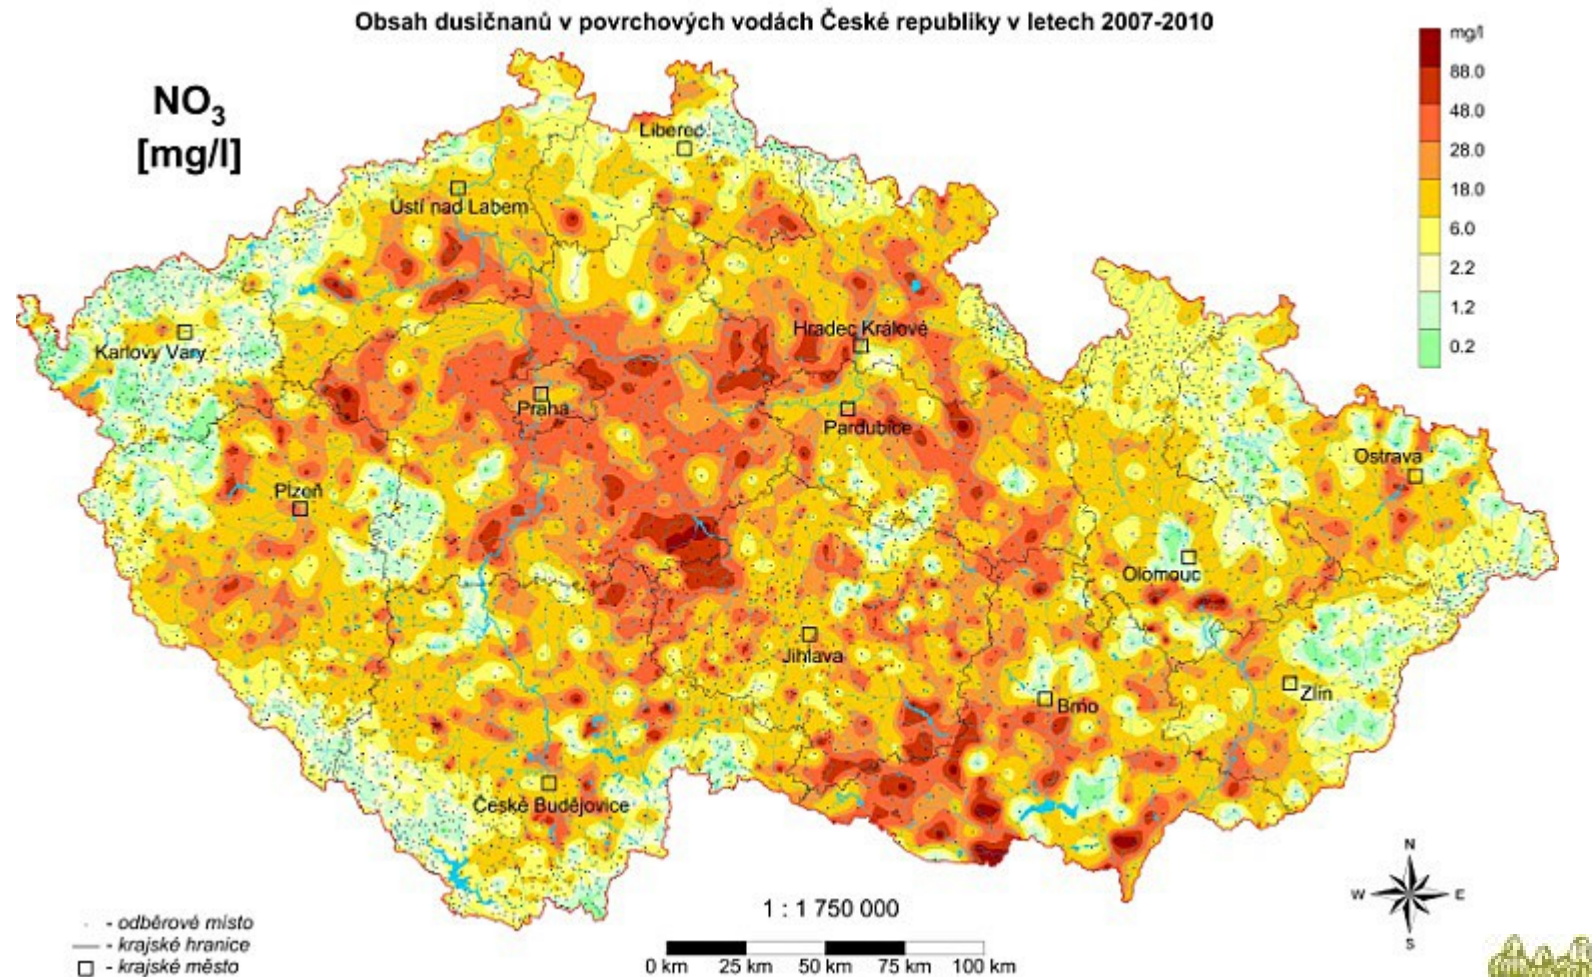 Obsah dusičnanů v povrchových vodách České republiky v letech 2007-2010
NO3
[mg/l]
mg/l
88.0
48.0
28.0
18.0
6.0
2.2
1.2
0.2
Liberec
Ústí nad Labem
Karlovy Vary
Hradec Králové
Praha
Pardubice
Plzeň
Ostrava
Olomouc
Jihlava
Zlín
Brno
České Budějovice
N
W E
S
1 : 1 750 000
0 km 25 km 50 km 75 km 100 km
- odběrové místo
- krajské hranice
- krajské město